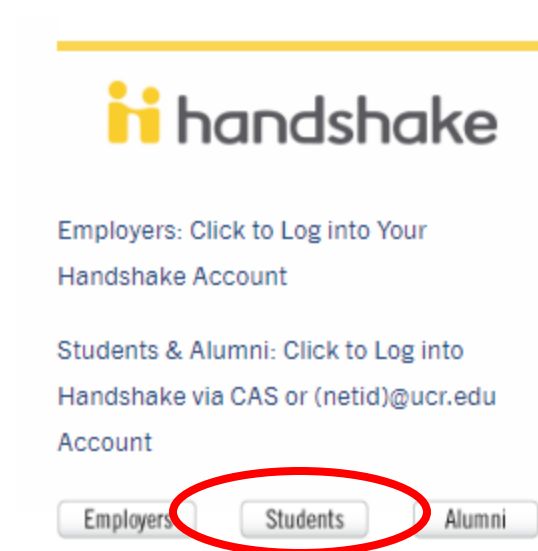 handshake
Employers: Click to Log into Your
Handshake Account
Students & Alumni: Click to Log into
Handshake via CAS or (netid)@ucr.edu
Account
Employers Students Alumni